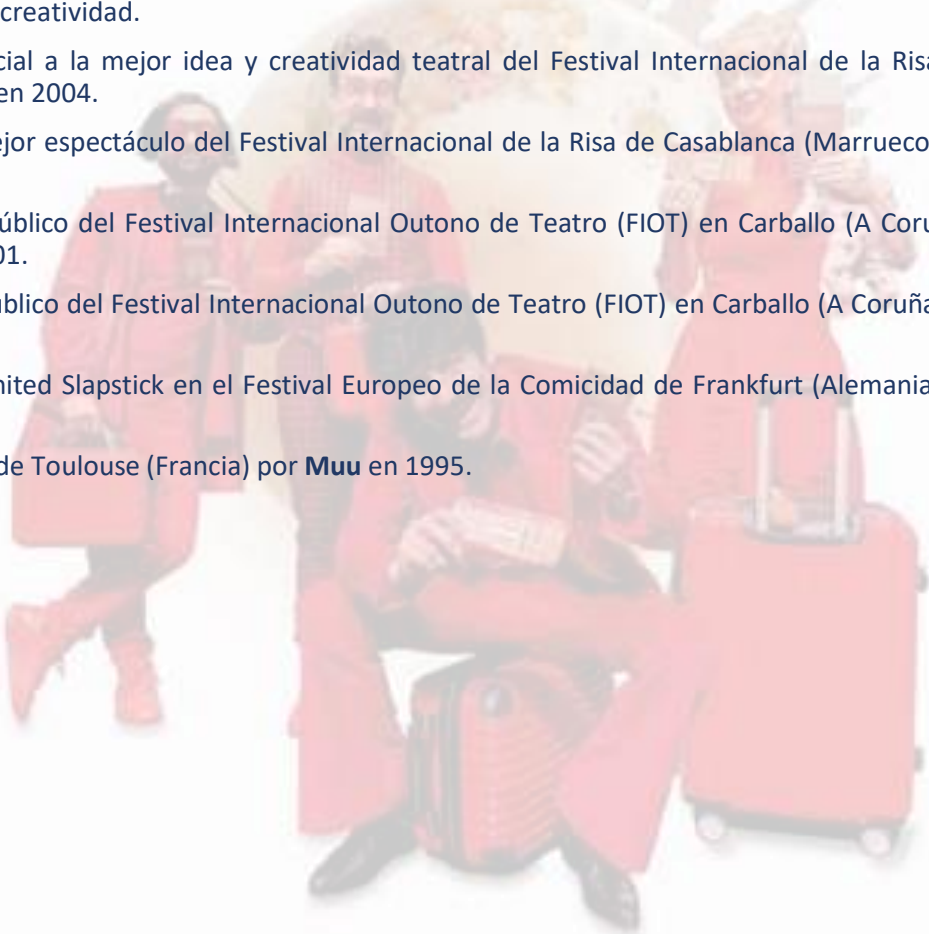 creatividad.
cial a la mejor idea y creatividad teatral del Festival Internacional de la Risa
en 2004.
ejor espectáculo del Festival Internacional de la Risa de Casablanca (Marrueco
úblico del Festival Internacional Outono de Teatro (FIOT) en Carballo (A Coru
01.
úblico del Festival Internacional Outono de Teatro (FIOT) en Carballo (A Coruña
nited Slapstick en el Festival Europeo de la Comicidad de Frankfurt (Alemania
de Toulouse (Francia) por Muu en 1995.